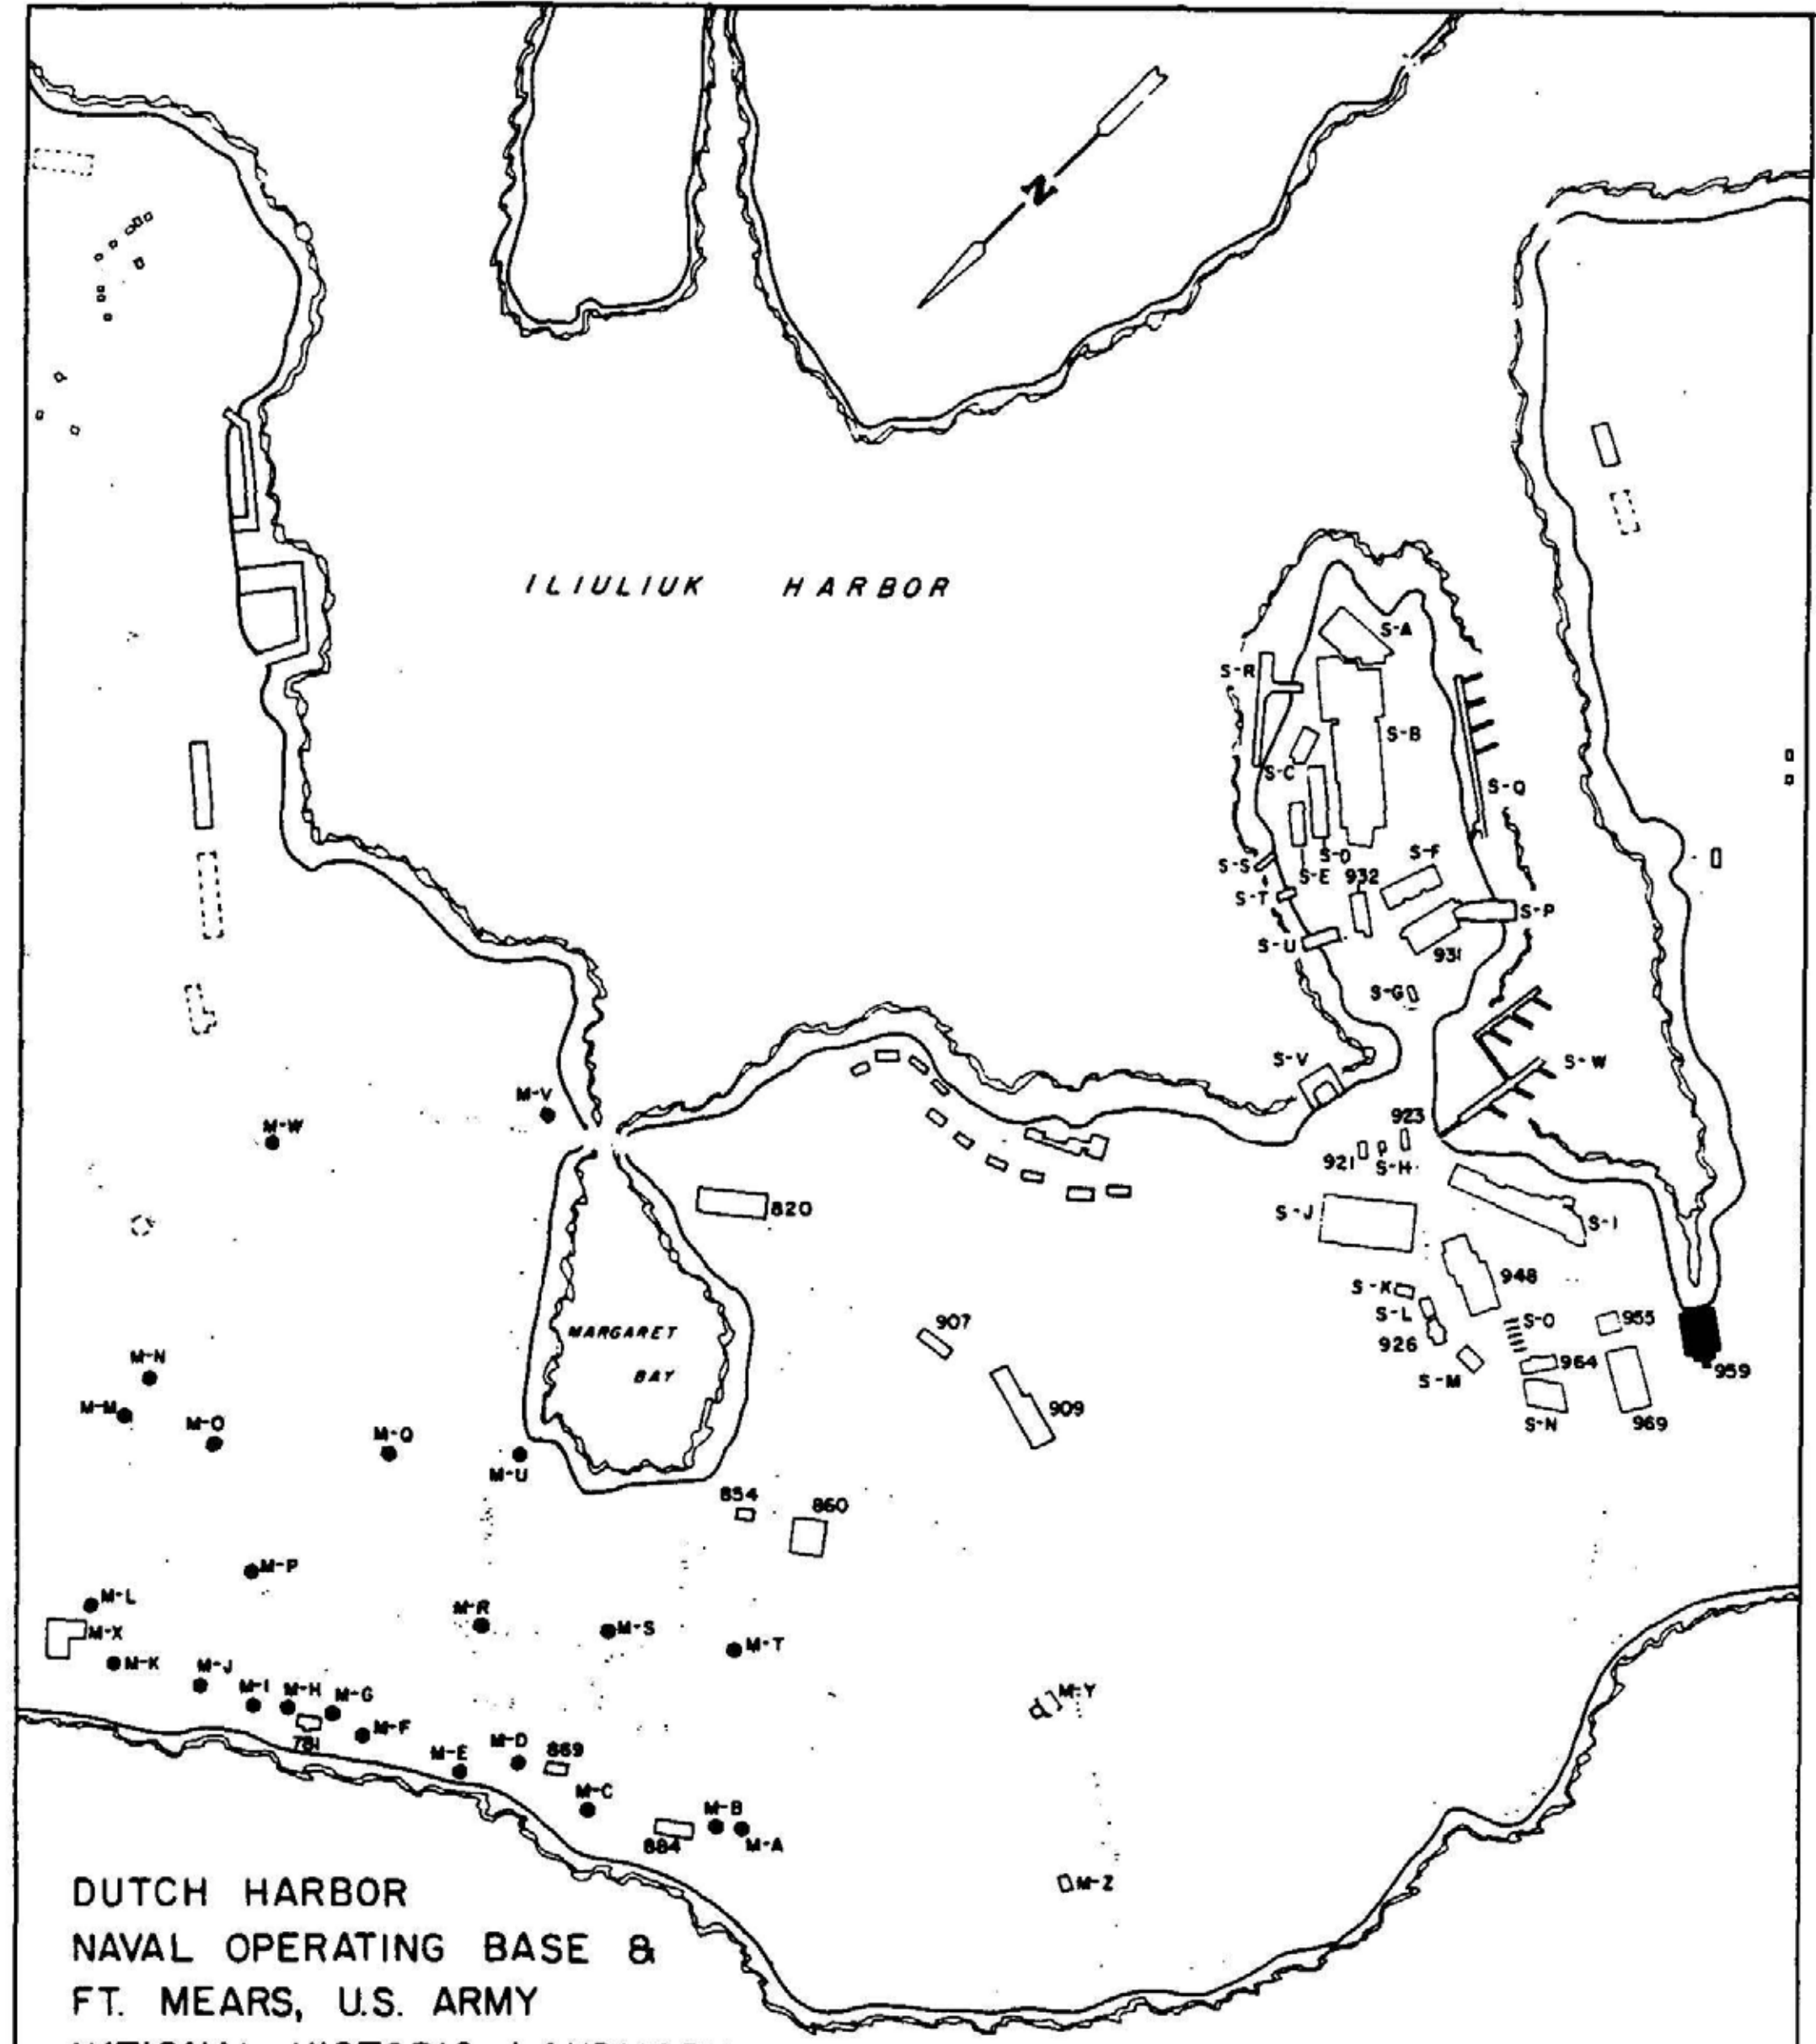 N
ILIULIUK HARBOR
S-A
S-R
S-B
S-C
S-Q
S-S
S-D
S-F
S-T
S-E
932
S-P
S-U
931
S-G
S-V
S-W
M-V
M-W
923
921
S-H
820
S-J
S-I
948
S-K
S-L
S-O
955
907
926
964
959
MARGARET
BAY
S-M
M-N
M-M
909
S-N
969
M-O
M-Q
M-U
854
860
M-P
M-L
M-R
M-S
M-X
M-T
M-K
M-J
M-I
M-H
M-G
M-Y
M-F
781
M-E
M-D
869
M-C
M-B
884
M-A
M-Z
DUTCH HARBOR
NAVAL OPERATING BASE &
FT. MEARS, U.S. ARMY